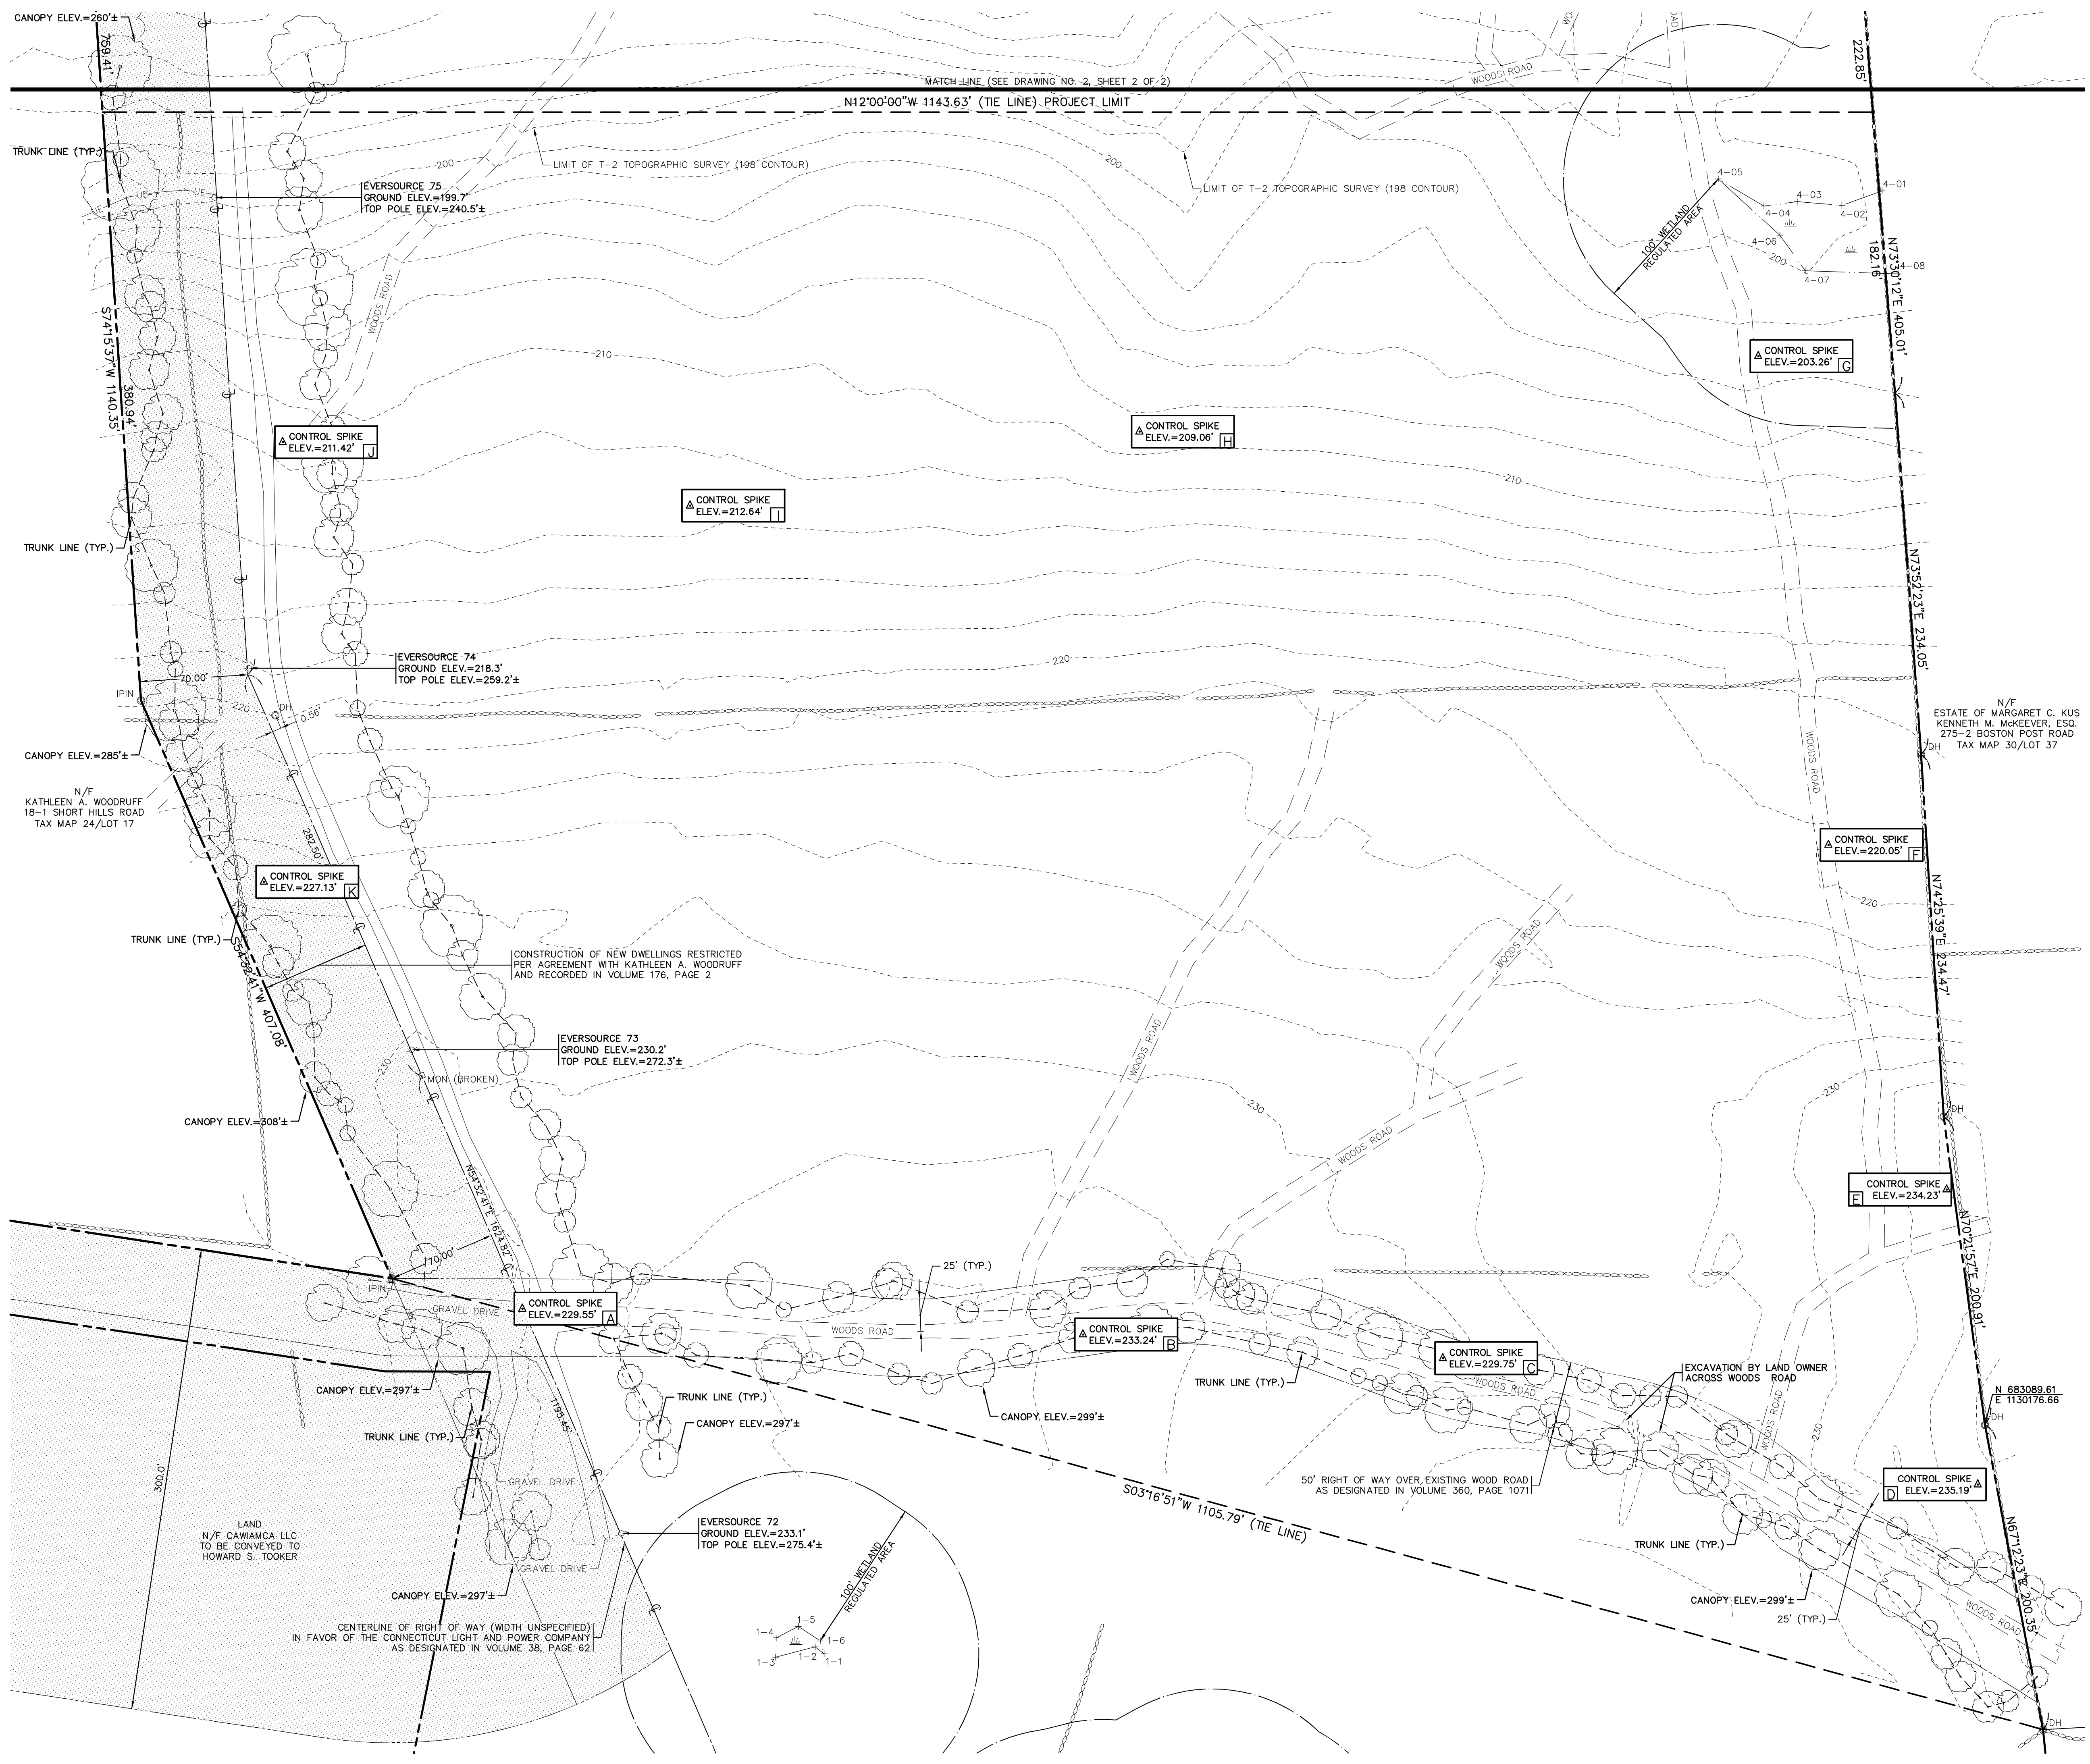 CANOPY ELEV.=260'±
759.41'
22.85'
WOODS ROAD
MATCH LINE (SEE DRAWING NO. 2, SHEET 2 OF 2)
N12°00'00"W 1143.63' (TIE LINE) PROJECT LIMIT
TRUNK LINE (TYP.)
200
LIMIT OF T-2 TOPOGRAPHIC SURVEY (198 CONTOUR)
200
LIMIT OF T-2 TOPOGRAPHIC SURVEY (198 CONTOUR)
UE
UE
UE
EVERSOURCE 75
GROUND ELEV.=199.7'
TOP POLE ELEV.=240.5'±
4-05
4-01
4-03
4-04
4-02
4-06
200
4-07
4-08
100' WETLAND
REGULATED AREA
N73°30'12"E 405.01'
182.16'
WOODS ROAD
S74°15'37"W 1140.35'
380.94'
210
CONTROL SPIKE
ELEV.=203.26'
G
CONTROL SPIKE
ELEV.=211.42'
J
CONTROL SPIKE
ELEV.=209.06'
H
210
CONTROL SPIKE
ELEV.=212.64'
I
TRUNK LINE (TYP.)
N73°52'23"E 234.05'
EVERSOURCE 74
GROUND ELEV.=218.3'
TOP POLE ELEV.=259.2'±
220
70.00'
IPIN
220
DH
0.56'
CANOPY ELEV.=285'±
N/F
ESTATE OF MARGARET C. KUS
KENNETH M. McKEEVER, ESQ.
275-2 BOSTON POST ROAD
TAX MAP 30/LOT 37
DH
WOODS ROAD
WOODS ROAD
N/F
KATHLEEN A. WOODRUFF
18-1 SHORT HILLS ROAD
TAX MAP 24/LOT 17
282.50'
CONTROL SPIKE
ELEV.=220.05'
F
CONTROL SPIKE
ELEV.=227.13'
K
220
N74°25'39"E 234.47'
TRUNK LINE (TYP.)
S54°32'41"W 407.08'
CONSTRUCTION OF NEW DWELLINGS RESTRICTED
PER AGREEMENT WITH KATHLEEN A. WOODRUFF
AND RECORDED IN VOLUME 176, PAGE 2
WOODS ROAD
EVERSOURCE 73
GROUND ELEV.=230.2'
TOP POLE ELEV.=272.3'±
230
MON (BROKEN)
WOODS ROAD
230
230
DH
CANOPY ELEV.=308'±
WOODS ROAD
N54°32'41"E 1624.82'
CONTROL SPIKE
ELEV.=234.23'
E
N70°21'57"E 200.91'
70.00'
IPIN
25' (TYP.)
GRAVEL DRIVE
CONTROL SPIKE
ELEV.=229.55'
A
WOODS ROAD
CONTROL SPIKE
ELEV.=233.24'
B
CONTROL SPIKE
ELEV.=229.75'
C
EXCAVATION BY LAND OWNER
ACROSS WOODS ROAD
CANOPY ELEV.=297'±
TRUNK LINE (TYP.)
WOODS ROAD
TRUNK LINE (TYP.)
CANOPY ELEV.=299'±
CANOPY ELEV.=297'±
WOODS ROAD
N 683089.61
E 1130176.66
DH
1195.45'
TRUNK LINE (TYP.)
230
300.0'
GRAVEL DRIVE
50' RIGHT OF WAY OVER EXISTING WOOD ROAD
AS DESIGNATED IN VOLUME 360, PAGE 1071
CONTROL SPIKE
ELEV.=235.19'
D
S03°16'51"W 1105.79' (TIE LINE)
LAND
N/F CAWIAMCA LLC
TO BE CONVEYED TO
HOWARD S. TOOKER
EVERSOURCE 72
GROUND ELEV.=233.1'
TOP POLE ELEV.=275.4'±
N67°12'23"E 200.35'
TRUNK LINE (TYP.)
GRAVEL DRIVE
CANOPY ELEV.=297'±
100' WETLAND
REGULATED AREA
CANOPY ELEV.=299'±
25' (TYP.)
WOODS ROAD
CENTERLINE OF RIGHT OF WAY (WIDTH UNSPECIFIED)
IN FAVOR OF THE CONNECTICUT LIGHT AND POWER COMPANY
AS DESIGNATED IN VOLUME 38, PAGE 62
1-5
1-4
1-6
1-2
1-3
1-1
DH